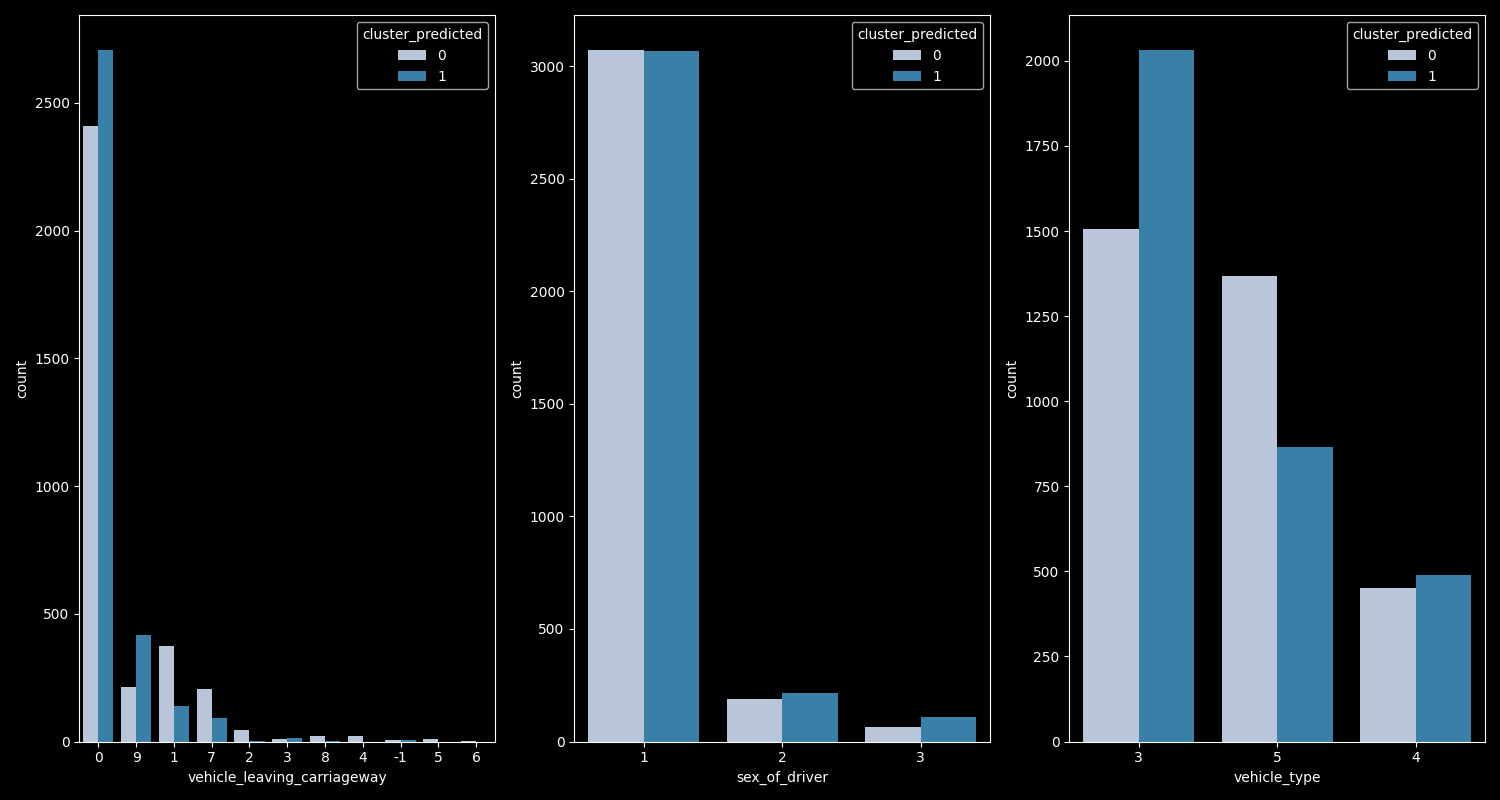 cluster_predicted
0
1
2500
2000
1500
1000
500
0
count
0 9 1 7 2 3 8 4 -1 5 6
vehicle_leaving_carriageway
cluster_predicted
0
1
3000
2500
2000
1500
1000
500
0
count
1 2 3
sex_of_driver
cluster_predicted
0
1
2000
1750
1500
1250
1000
750
500
250
0
count
3 5 4
vehicle_type